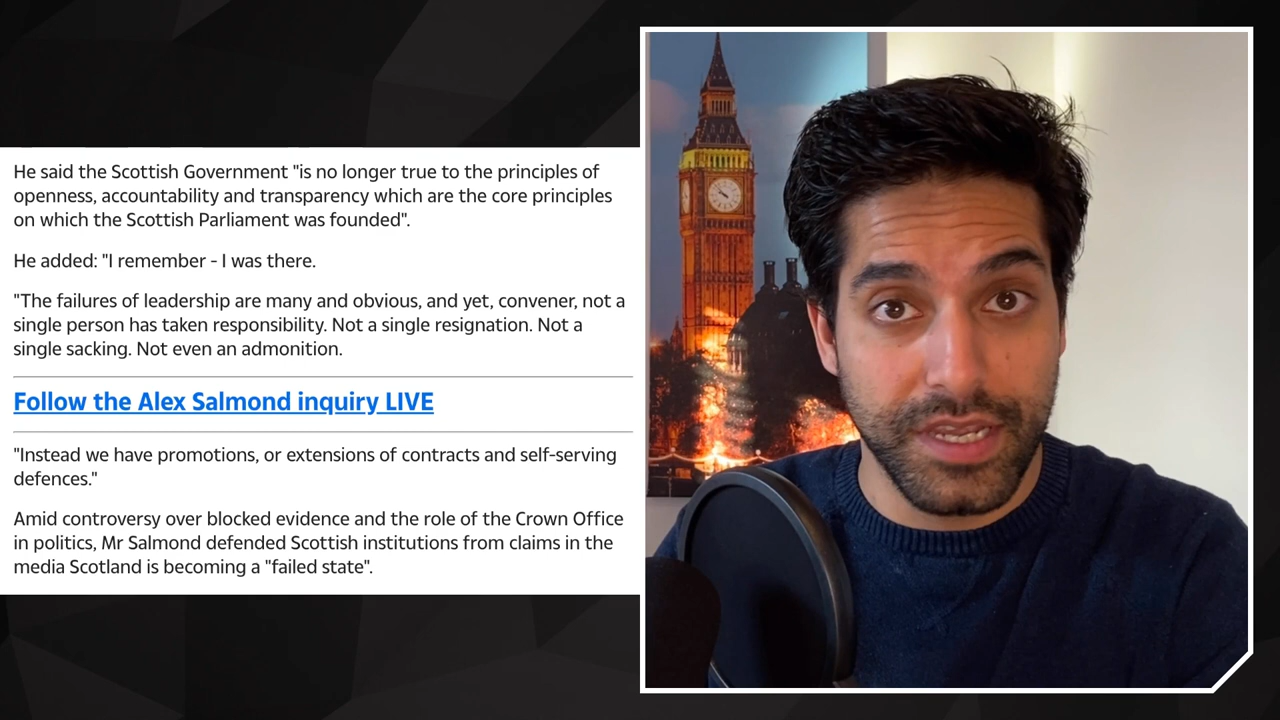 He said the Scottish Government "is no longer true to the principles of
openness, accountability and transparency which are the core principles
on which the Scottish Parliament was founded".
He added: "I remember - I was there.
"The failures of leadership are many and obvious, and yet, convener, not a
single person has taken responsibility. Not a single resignation. Not a
single sacking. Not even an admonition.
Follow the Alex Salmond inquiry LIVE
"Instead we have promotions, or extensions of contracts and self-serving
defences."
Amid controversy over blocked evidence and the role of the Crown Office
in politics, Mr Salmond defended Scottish institutions from claims in the
media Scotland is becoming a "failed state".